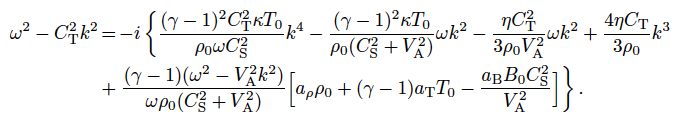 ω² − C_T²k² = −i { (γ − 1)²C_T²κT₀ / ρ₀ωC_S² k⁴ − (γ − 1)²κT₀ / ρ₀(C_S² + V_A²) ωk² − ηC_T² / 3ρ₀V_A² ωk² + 4ηC_T / 3ρ₀ k³
+ (γ − 1)(ω² − V_A²k²) / ωρ₀(C_S² + V_A²) [ a_ρρ₀ + (γ − 1)a_TT₀ − a_BB₀C_S² / V_A² ] } .